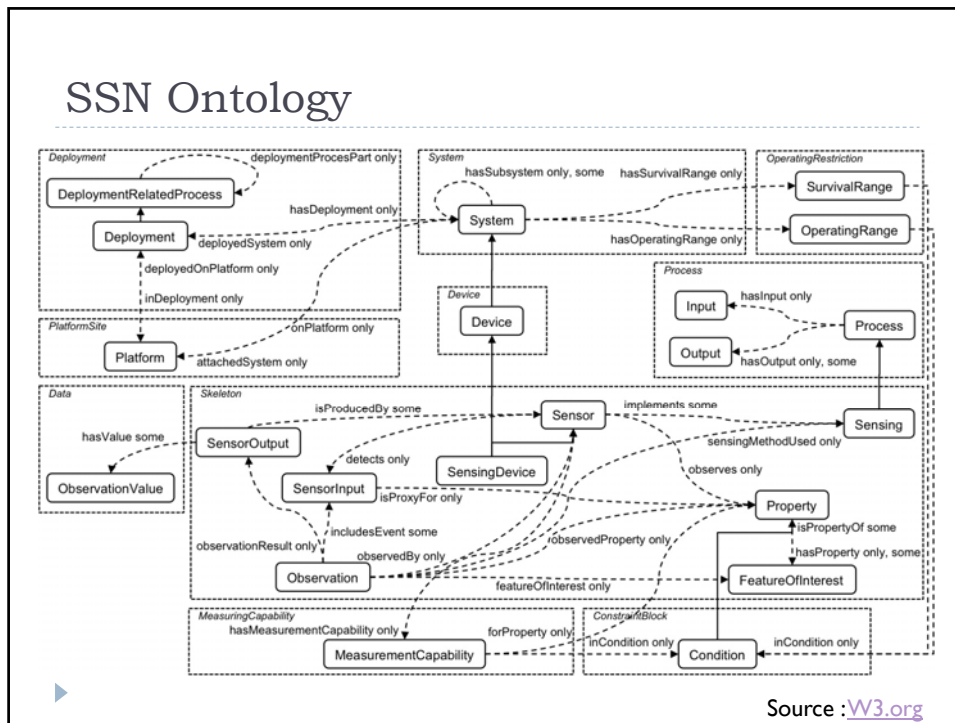 SSN Ontology
Deployment
deploymentProcesPart only
DeploymentRelatedProcess
Deployment
hasDeployment only
deployedSystem only
deployedOnPlatform only
inDeployment only
System
hasSubsystem only, some
System
hasSurvivalRange only
hasOperatingRange only
OperatingRestriction
SurvivalRange
OperatingRange
Process
Input
hasInput only
Process
Output
hasOutput only, some
Device
Device
PlatformSite
onPlatform only
Platform
attachedSystem only
Data
hasValue some
ObservationValue
Skeleton
isProducedBy some
Sensor
implements some
Sensing
SensorOutput
sensingMethodUsed only
detects only
SensingDevice
observes only
SensorInput
isProxyFor only
Property
includesEvent some
isPropertyOf some
observationResult only
observedBy only
observedProperty only
hasProperty only, some
Observation
featureOfInterest only
FeatureOfInterest
MeasuringCapability
hasMeasurementCapability only
forProperty only
MeasurementCapability
ConstraintBlock
inCondition only
Condition
inCondition only
Source :W3.org